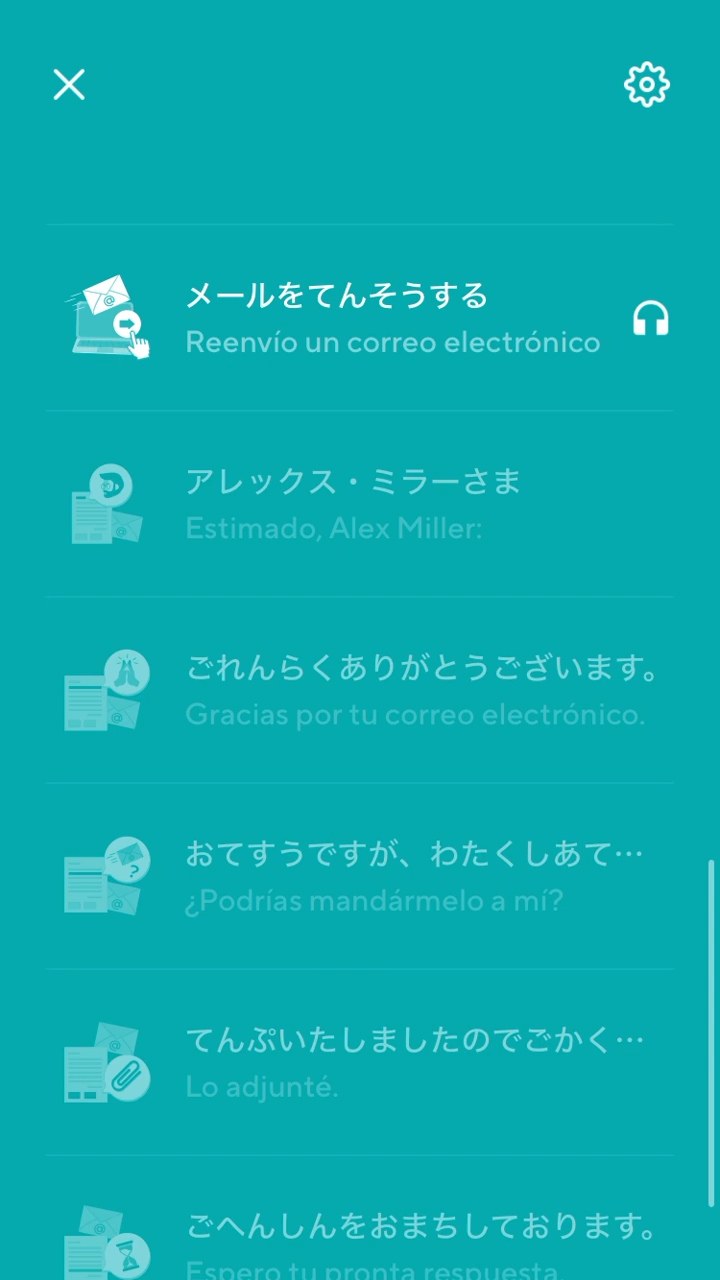 メールをてんそうする
Reenvío un correo electrónico
アレックス・ミラーさま
Estimado, Alex Miller:
ごれんらくありがとうございます。
Gracias por tu correo electrónico.
おてすうですが、わたくしあて…
¿Podrías mandármelo a mí?
てんぷいたしましたのでごかく…
Lo adjunté.
ごへんしんをおまちしております。
Espero tu pronta respuesta